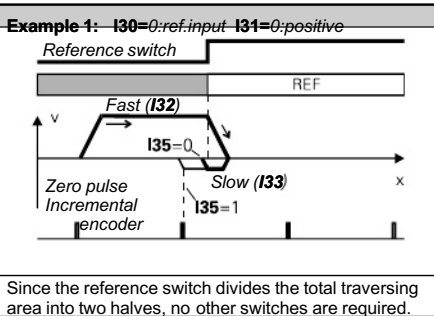 Example 1: I30=0:ref.input I31=0:positive
Reference switch
REF
Fast (I32)
V
I35=0
Slow (I33)
x
Zero pulse
Incremental
encoder
I35=1
Since the reference switch divides the total traversing
area into two halves, no other switches are required.